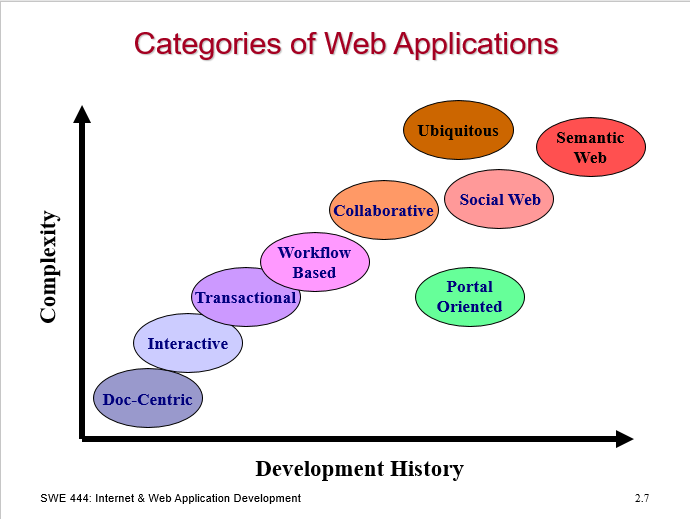 Categories of Web Applications
Ubiquitous
Semantic
Web
Social Web
Collaborative
Workflow
Based
Portal
Oriented
Transactional
Interactive
Doc-Centric
Complexity
Development History
SWE 444: Internet & Web Application Development
2.7